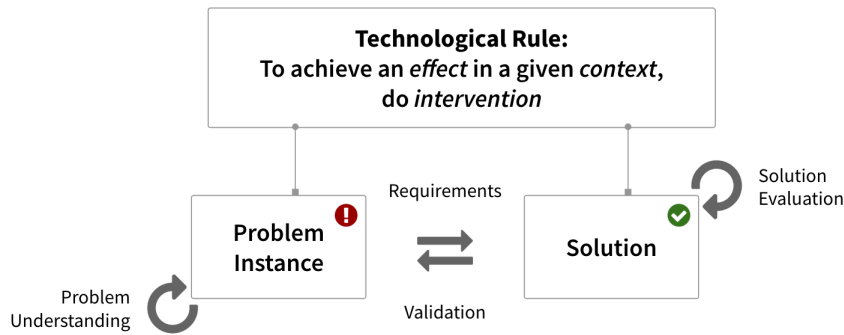 Technological Rule:
To achieve an effect in a given context,
do intervention
Requirements
Solution
Evaluation
Problem
Instance
Solution
Problem
Understanding
Validation